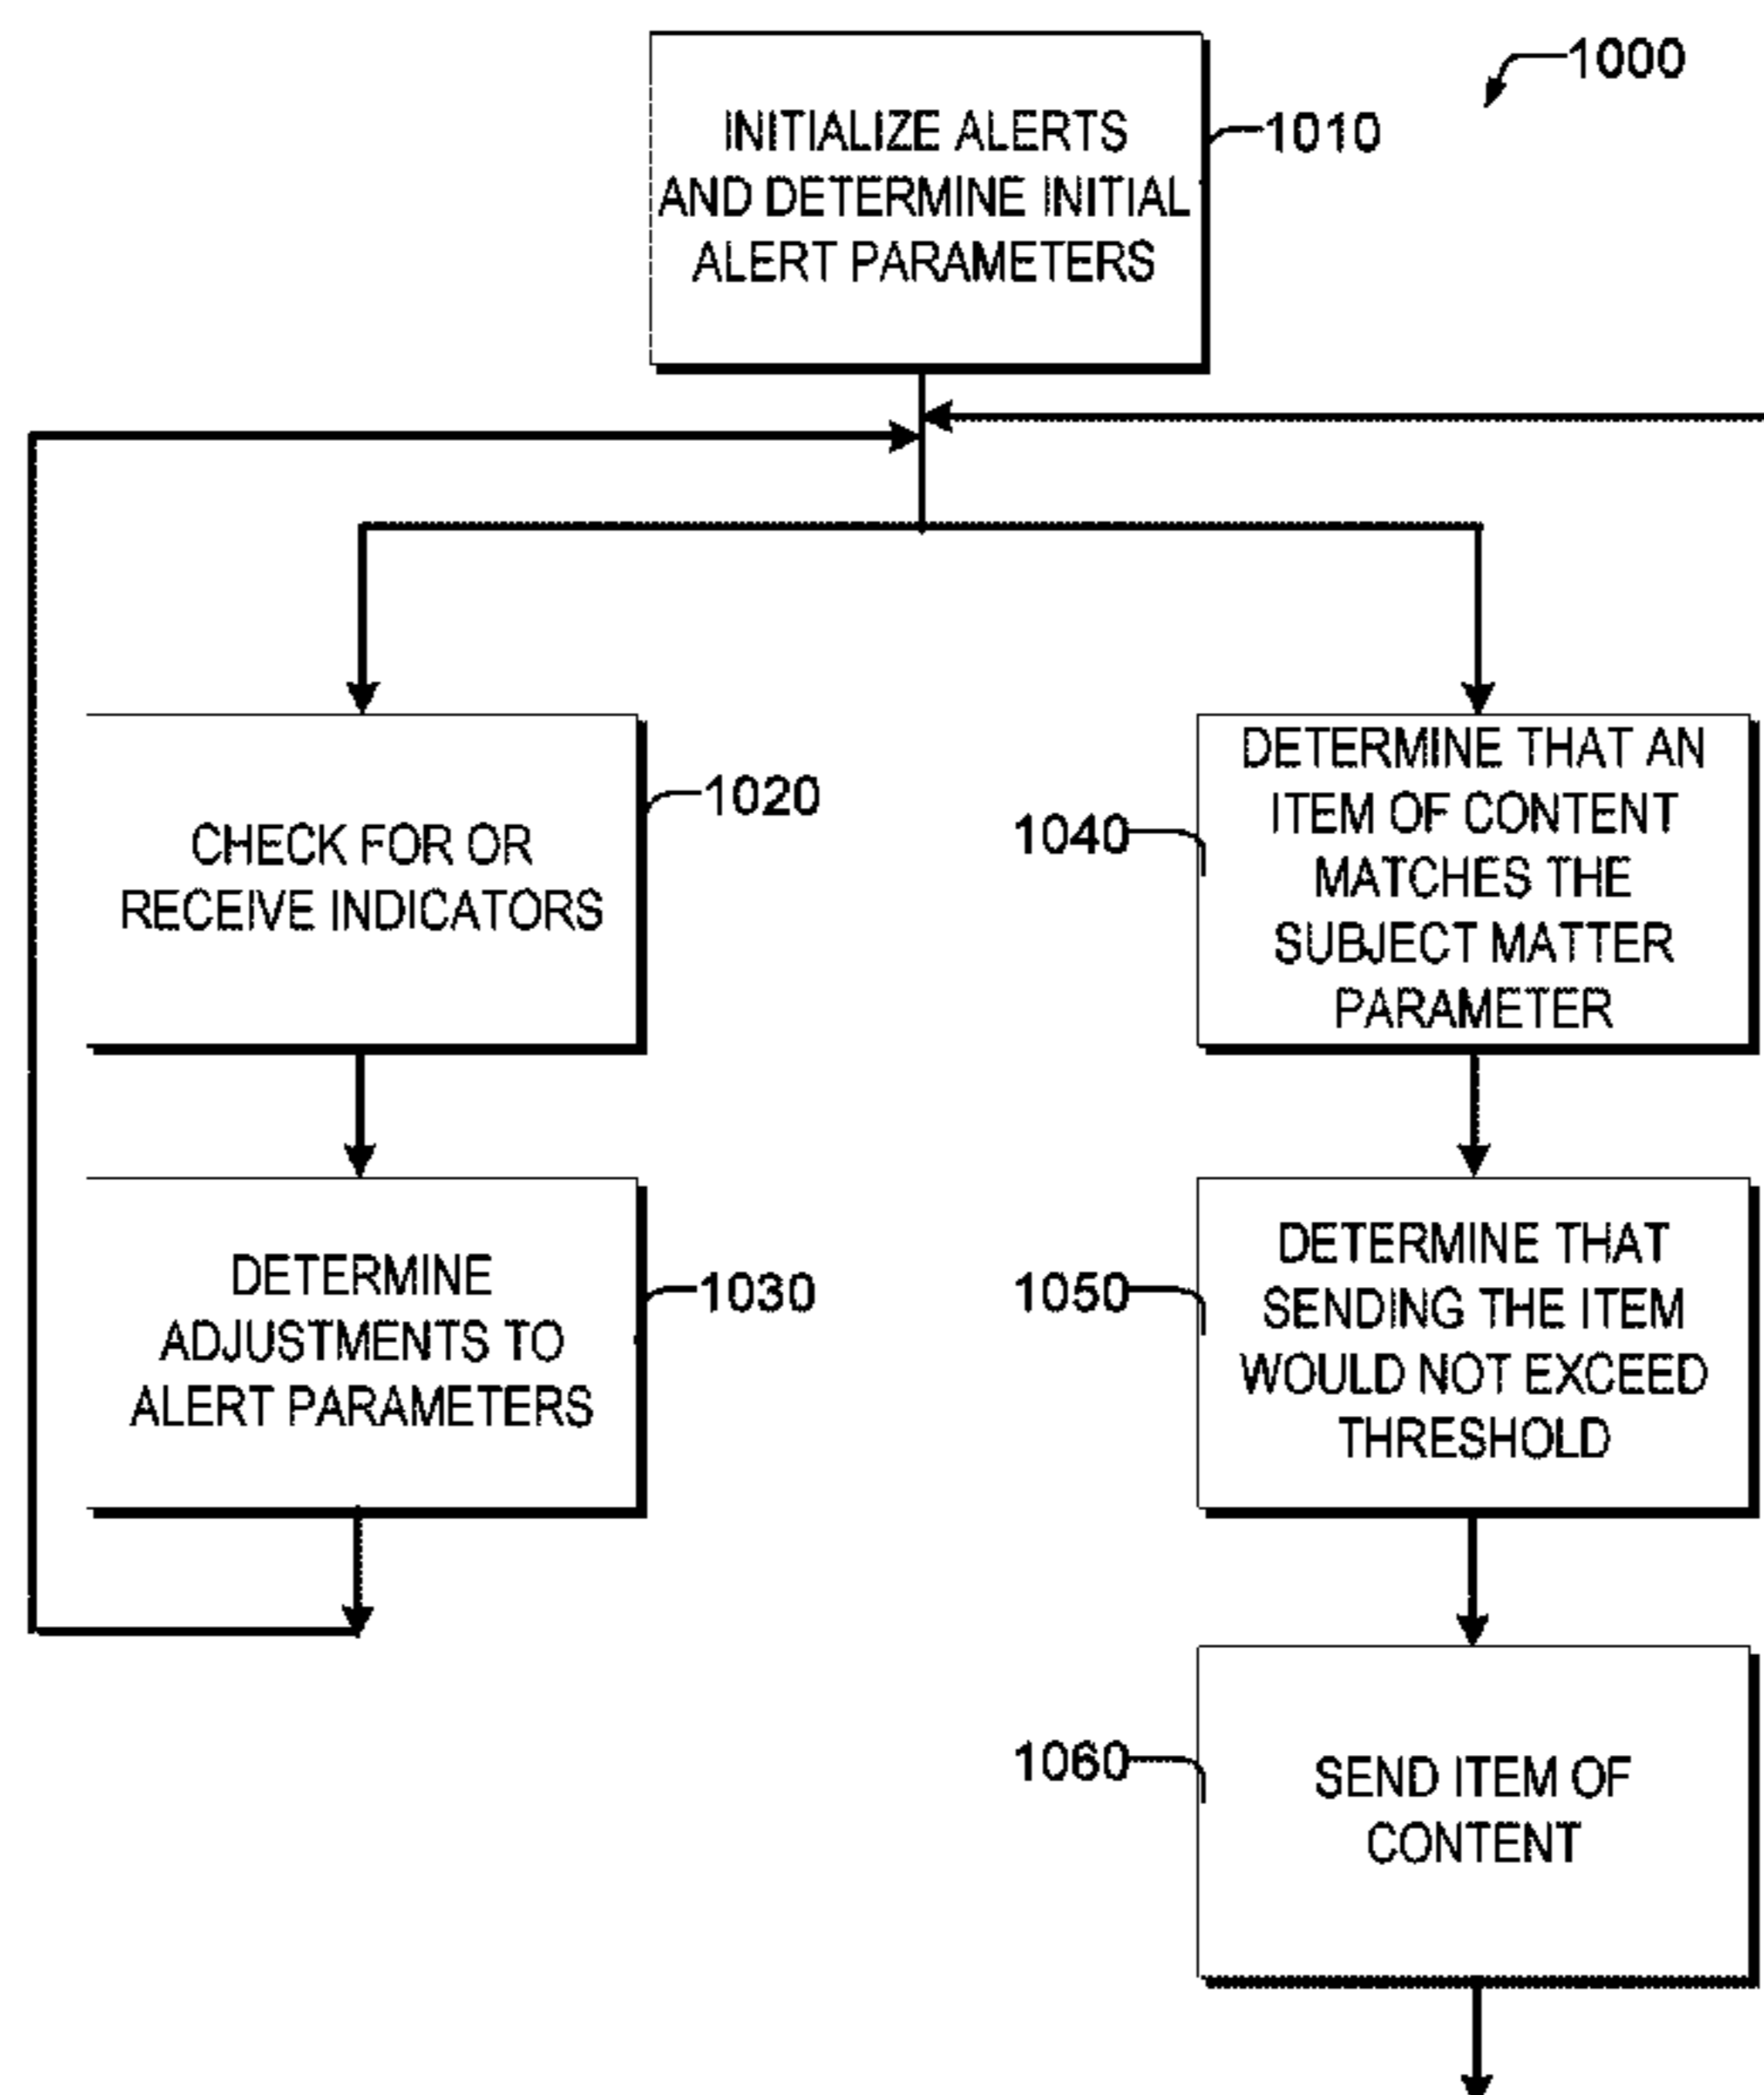 1000
INITIALIZE ALERTS
AND DETERMINE INITIAL
ALERT PARAMETERS
1010
CHECK FOR OR
RECEIVE INDICATORS
1020
DETERMINE
ADJUSTMENTS TO
ALERT PARAMETERS
1030
1040
DETERMINE THAT AN
ITEM OF CONTENT
MATCHES THE
SUBJECT MATTER
PARAMETER
1050
DETERMINE THAT
SENDING THE ITEM
WOULD NOT EXCEED
THRESHOLD
1060
SEND ITEM OF
CONTENT